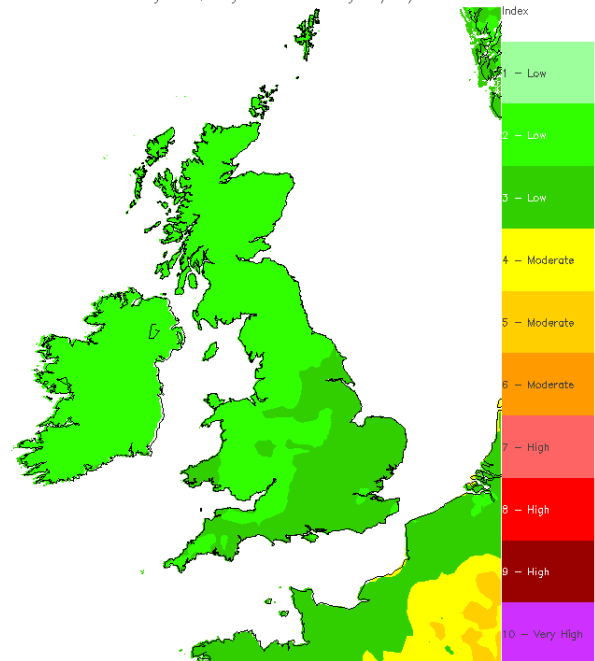 Index
1 – Low
2 – Low
3 – Low
4 – Moderate
5 – Moderate
6 – Moderate
7 – High
8 – High
9 – High
10 – Very High